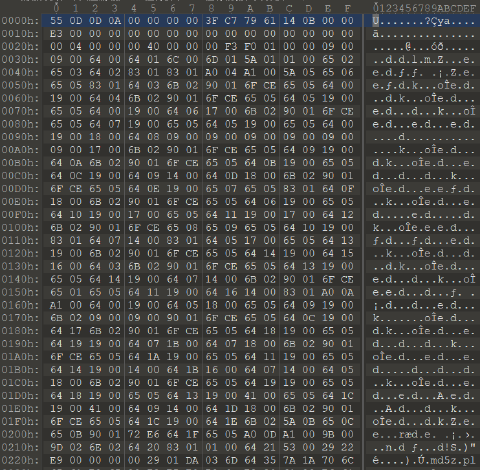 0 1 2 3 4 5 6 7 8 9 A B C D E F 0123456789ABCDEF
0000h: 55 0D 0D 0A 00 00 00 00 3F C7 79 61 14 0B 00 00 U.......?Çya....
0010h: E3 00 00 00 00 00 00 00 00 00 00 00 00 00 00 00 ã...............
0020h: 00 04 00 00 00 40 00 00 00 F3 F0 01 00 00 09 00 .....@...óð.....
0030h: 09 00 64 00 64 01 6C 00 6D 01 5A 01 01 00 65 02 ..d.d.l.m.Z...e.
0040h: 65 03 64 02 83 01 83 01 A0 04 A1 00 5A 05 65 06 e.d.ƒ.ƒ. .¡.Z.e.
0050h: 65 05 83 01 64 03 6B 02 90 01 6F CE 65 05 64 00 e.ƒ.d.k...oÎe.d.
0060h: 19 00 64 04 6B 02 90 01 6F CE 65 05 64 05 19 00 ..d.k...oÎe.d...
0070h: 65 05 64 00 19 00 64 06 17 00 6B 02 90 01 6F CE e.d...d...k...oÎ
0080h: 65 05 64 07 19 00 65 05 64 05 19 00 65 05 64 00 e.d...e.d...e.d.
0090h: 19 00 18 00 64 08 09 00 09 00 09 00 09 00 09 00 ....d...........
00A0h: 09 00 17 00 6B 02 90 01 6F CE 65 05 64 09 19 00 ....k...oÎe.d...
00B0h: 64 0A 6B 02 90 01 6F CE 65 05 64 0B 19 00 65 05 d.k...oÎe.d...e.
00C0h: 64 0C 19 00 64 09 14 00 64 0D 18 00 6B 02 90 01 d...d...d...k...
00D0h: 6F CE 65 05 64 0E 19 00 65 07 65 05 83 01 64 0F oÎe.d...e.e.ƒ.d.
00E0h: 18 00 6B 02 90 01 6F CE 65 05 64 06 19 00 65 05 ..k...oÎe.d...e.
00F0h: 64 10 19 00 17 00 65 05 64 11 19 00 17 00 64 12 d.....e.d.....d.
0100h: 6B 02 90 01 6F CE 65 08 65 09 65 05 64 10 19 00 k...oÎe.e.e.d...
0110h: 83 01 64 07 14 00 83 01 64 05 17 00 65 05 64 13 ƒ.d...ƒ.d...e.d.
0120h: 19 00 6B 02 90 01 6F CE 65 05 64 14 19 00 64 15 ..k...oÎe.d...d.
0130h: 16 00 64 03 6B 02 90 01 6F CE 65 05 64 13 19 00 ..d.k...oÎe.d...
0140h: 65 05 64 14 19 00 64 07 14 00 6B 02 90 01 6F CE e.d...d...k...oÎ
0150h: 65 01 65 05 64 11 19 00 64 16 14 00 83 01 A0 0A e.e.d...d...ƒ. .
0160h: A1 00 64 00 19 00 64 05 18 00 65 05 64 09 19 00 ¡.d...d...e.d...
0170h: 6B 02 09 00 09 00 90 01 6F CE 65 05 64 0C 19 00 k.......oÎe.d...
0180h: 64 17 6B 02 90 01 6F CE 65 05 64 18 19 00 65 05 d.k...oÎe.d...e.
0190h: 64 19 19 00 64 07 1B 00 64 07 18 00 6B 02 90 01 d...d...d...k...
01A0h: 6F CE 65 05 64 1A 19 00 65 05 64 11 19 00 65 05 oÎe.d...e.d...e.
01B0h: 64 14 19 00 14 00 64 1B 16 00 64 07 14 00 64 05 d.....d...d...d.
01C0h: 18 00 6B 02 90 01 6F CE 65 05 64 19 19 00 65 05 ..k...oÎe.d...e.
01D0h: 64 18 19 00 65 05 64 13 19 00 41 00 65 05 64 1C d...e.d...A.e.d.
01E0h: 19 00 41 00 64 09 14 00 64 1D 18 00 6B 02 90 01 ..A.d...d...k...
01F0h: 6F CE 65 05 64 1C 19 00 64 1E 6B 02 5A 0B 65 0C oÎe.d...d.k.Z.e.
0200h: 65 0B 90 01 72 E6 64 1F 65 05 A0 0D A1 00 9B 00 e...ræd.e. .¡.›.
0210h: 9D 02 6E 02 64 20 83 01 01 00 64 21 53 00 29 22 ..n.d ƒ...d!S.)"
0220h: E9 00 00 00 00 29 01 DA 03 6D 64 35 7A 1A 70 6C é....).Ú.md5z.pl